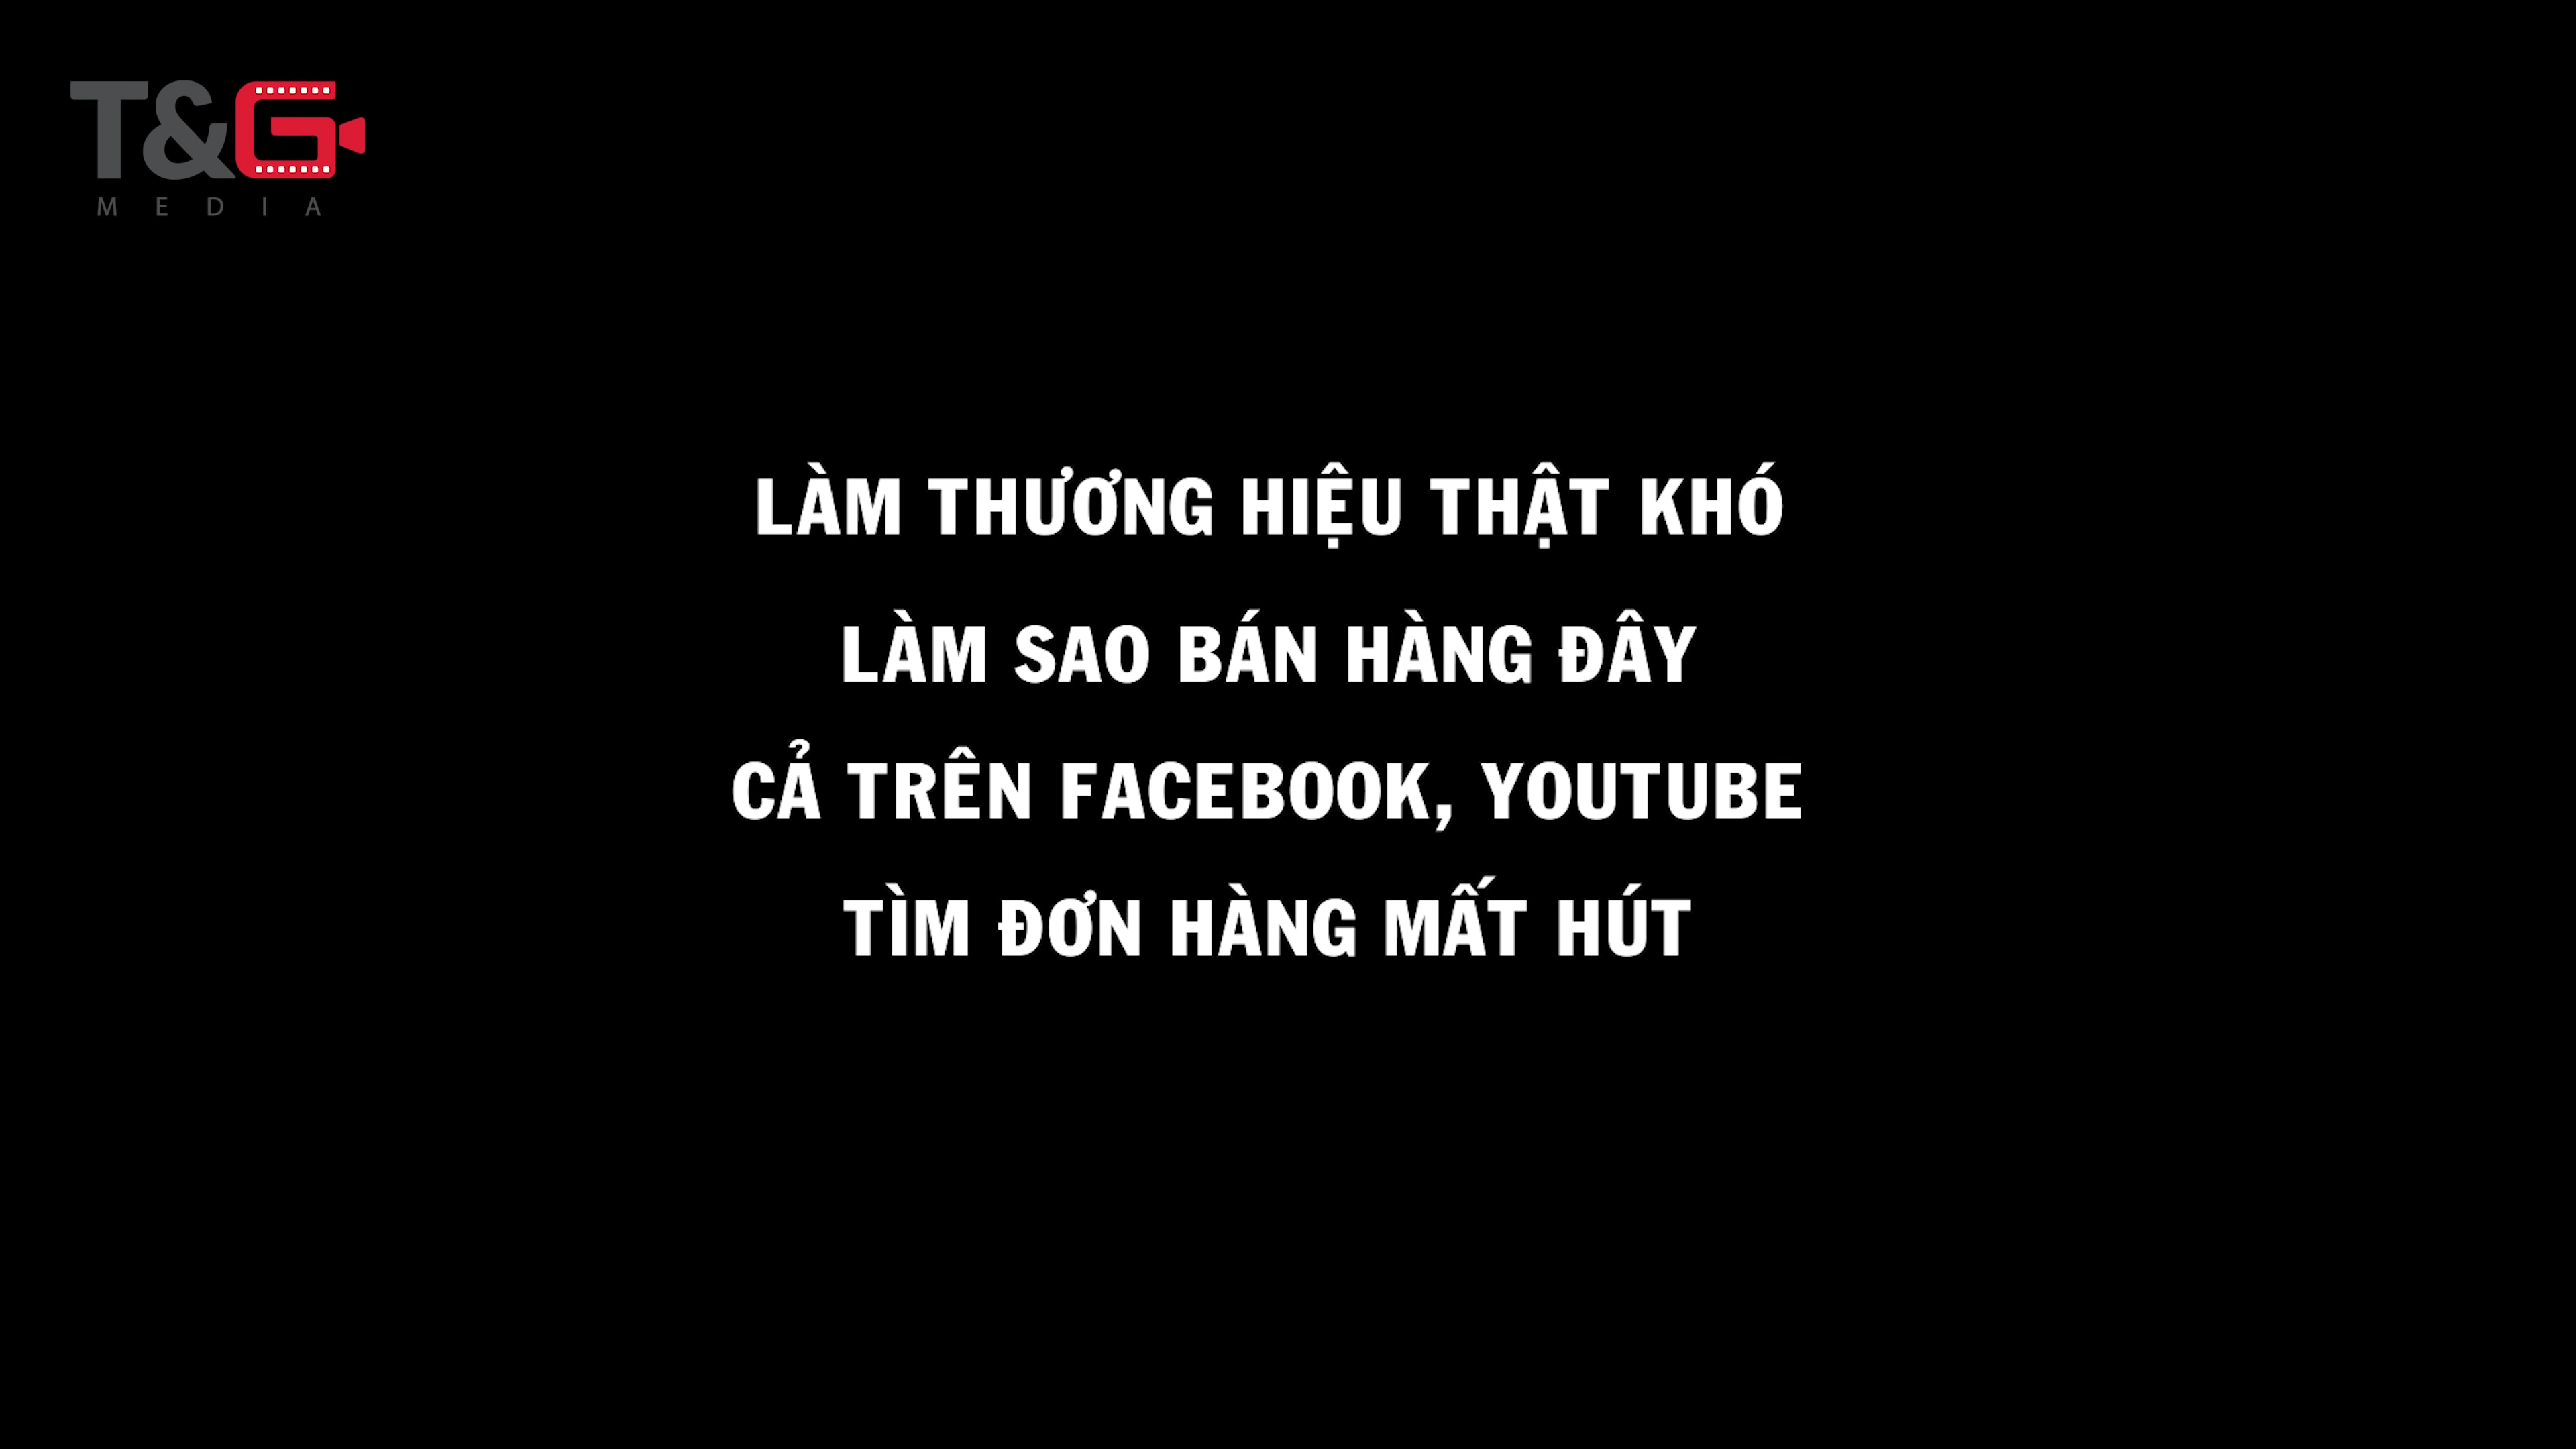 T&G
MEDIA
LÀM THƯƠNG HIỆU THẬT KHÓ
LÀM SAO BÁN HÀNG ĐÂY
CẢ TRÊN FACEBOOK, YOUTUBE
TÌM ĐƠN HÀNG MẤT HÚT